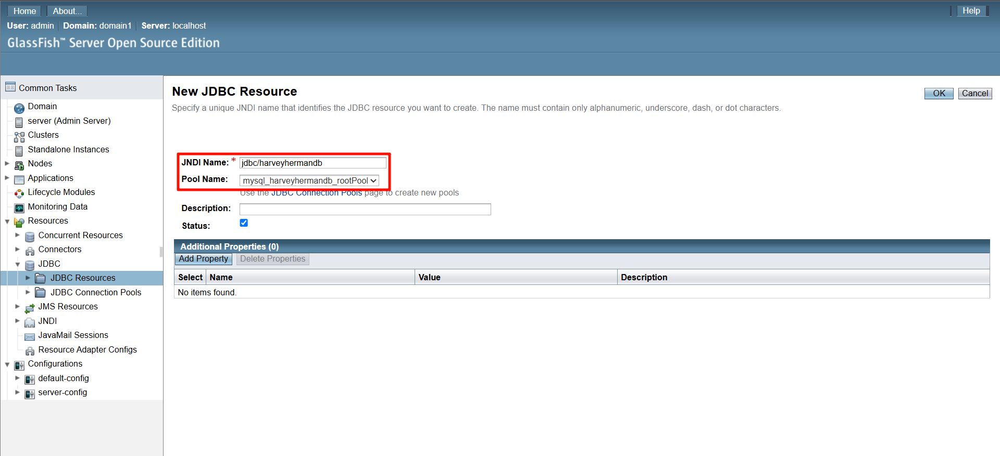 Home About... Help
User: admin Domain: domain1 Server: localhost
GlassFish™ Server Open Source Edition
Common Tasks
Domain
server (Admin Server)
Clusters
Standalone Instances
Nodes
Applications
Lifecycle Modules
Monitoring Data
Resources
Concurrent Resources
Connectors
JDBC
JDBC Resources
JDBC Connection Pools
JMS Resources
JNDI
JavaMail Sessions
Resource Adapter Configs
Configurations
default-config
server-config
New JDBC Resource
OK Cancel
Specify a unique JNDI name that identifies the JDBC resource you want to create. The name must contain only alphanumeric, underscore, dash, or dot characters.
JNDI Name: * jdbc/harveyhermandb
Pool Name: mysql_harveyhermandb_rootPool
Use the JDBC Connection Pools page to create new pools
Description:
Status:
Additional Properties (0)
Add Property Delete Properties
Select Name Value Description
No items found.